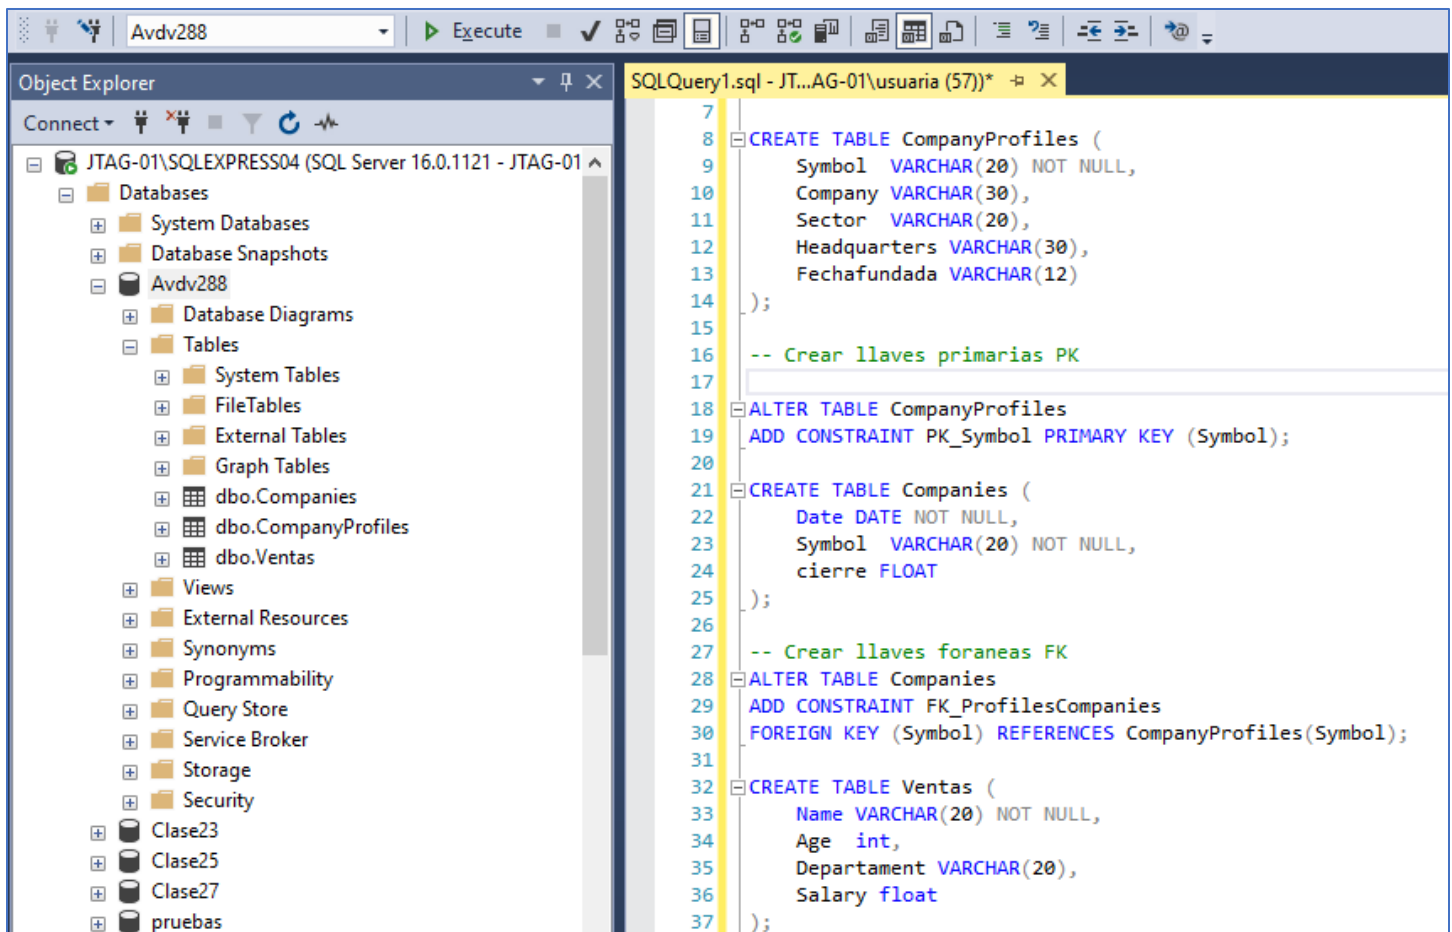 Avdv288
Execute
Object Explorer
Connect
JTAG-01\SQLEXPRESS04 (SQL Server 16.0.1121 - JTAG-01
Databases
System Databases
Database Snapshots
Avdv288
Database Diagrams
Tables
System Tables
FileTables
External Tables
Graph Tables
dbo.Companies
dbo.CompanyProfiles
dbo.Ventas
Views
External Resources
Synonyms
Programmability
Query Store
Service Broker
Storage
Security
Clase23
Clase25
Clase27
pruebas
SQLQuery1.sql - JT...AG-01\usuaria (57))*
7
8 CREATE TABLE CompanyProfiles (
9 Symbol VARCHAR(20) NOT NULL,
10 Company VARCHAR(30),
11 Sector VARCHAR(20),
12 Headquarters VARCHAR(30),
13 Fechafundada VARCHAR(12)
14 );
15
16 -- Crear llaves primarias PK
17
18 ALTER TABLE CompanyProfiles
19 ADD CONSTRAINT PK_Symbol PRIMARY KEY (Symbol);
20
21 CREATE TABLE Companies (
22 Date DATE NOT NULL,
23 Symbol VARCHAR(20) NOT NULL,
24 cierre FLOAT
25 );
26
27 -- Crear llaves foraneas FK
28 ALTER TABLE Companies
29 ADD CONSTRAINT FK_ProfilesCompanies
30 FOREIGN KEY (Symbol) REFERENCES CompanyProfiles(Symbol);
31
32 CREATE TABLE Ventas (
33 Name VARCHAR(20) NOT NULL,
34 Age int,
35 Departament VARCHAR(20),
36 Salary float
37 );